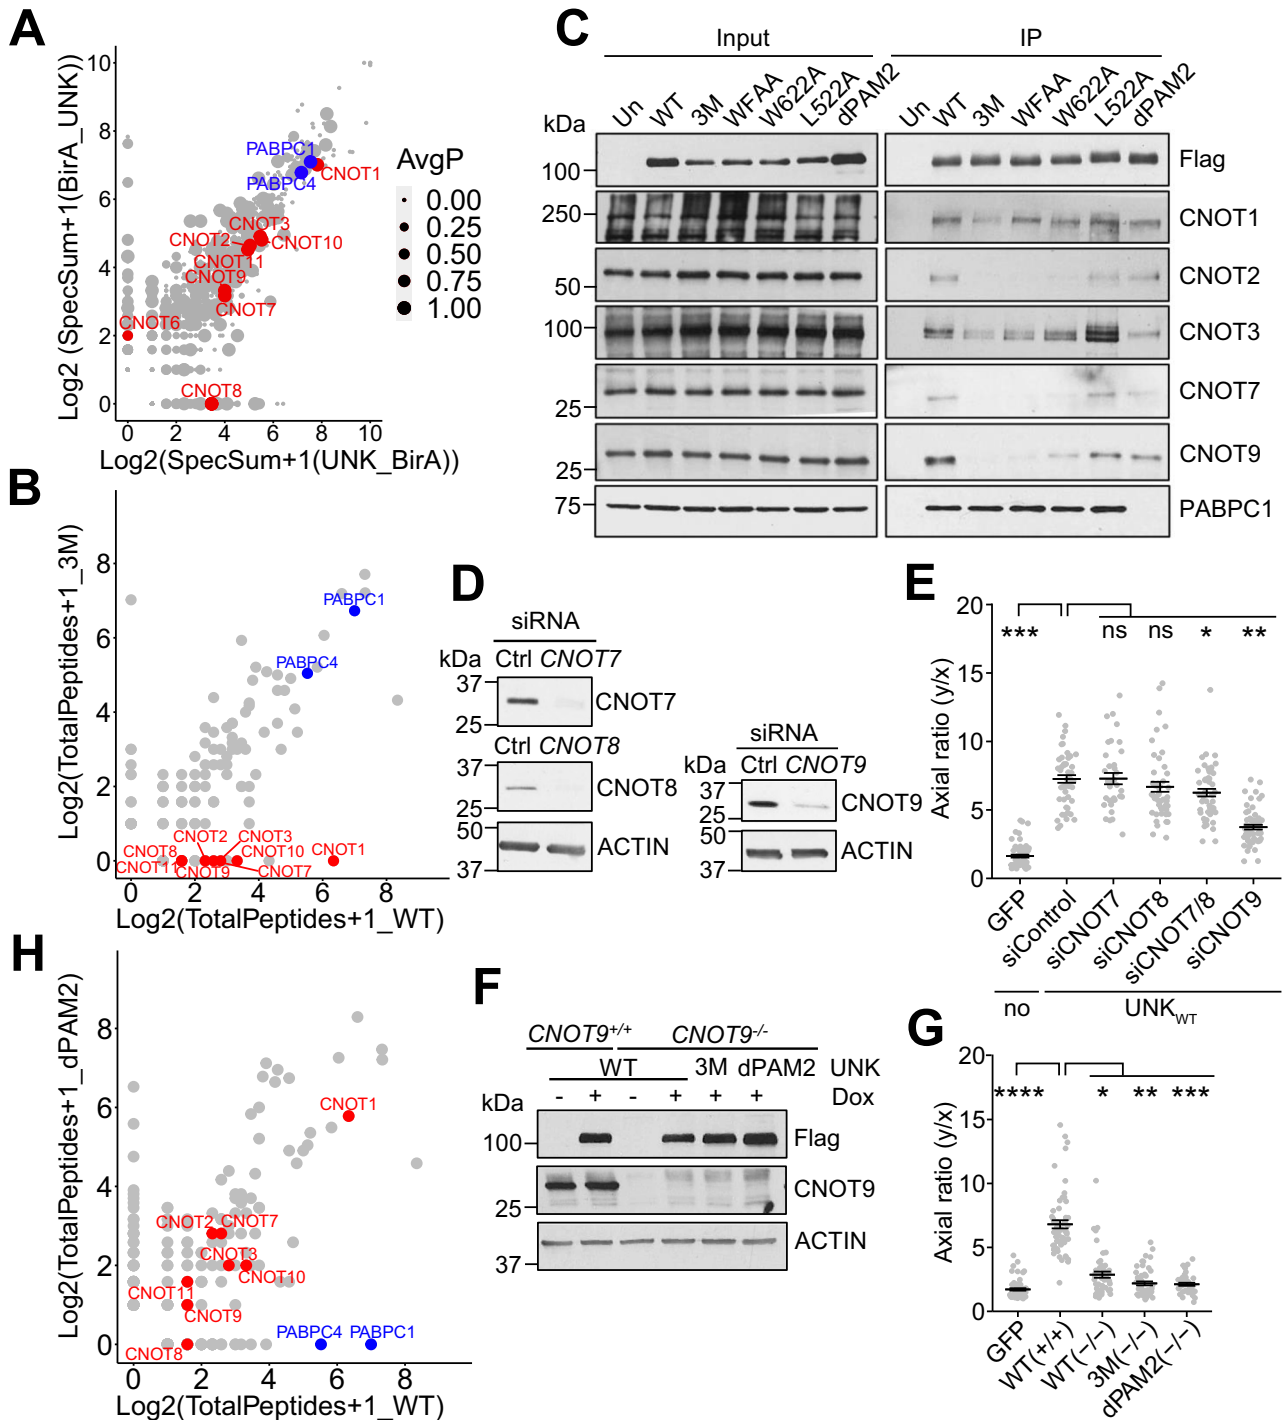 A
Log2 (SpecSum+1(BirA_UNK))
10
8
6
4
2
0
PABPC1
PABPC4
CNOT1
CNOT3
CNOT2
CNOT10
CNOT11
CNOT9
CNOT7
CNOT6
CNOT8
0 2 4 6 8 10
Log2(SpecSum+1(UNK_BirA))
AvgP
0.00
0.25
0.50
0.75
1.00
C
Input IP
kDa Un WT 3M WFAA W622A L522A dPAM2 Un WT 3M WFAA W622A L522A dPAM2
100 Flag
250 CNOT1
50 CNOT2
100 CNOT3
25 CNOT7
25 CNOT9
75 PABPC1
B
Log2(TotalPeptides+1_3M)
8
6
4
2
0
PABPC1
PABPC4
CNOT2 CNOT3
CNOT8 CNOT10 CNOT1
CNOT11 CNOT9 CNOT7
0 2 4 6 8
Log2(TotalPeptides+1_WT)
D
siRNA
kDa Ctrl CNOT7
37
25
CNOT7
Ctrl CNOT8
37
25
CNOT8
50
37
ACTIN
siRNA
kDa Ctrl CNOT9
37
25
CNOT9
50
37
ACTIN
E
Axial ratio (y/x)
20
15
10
5
0
*** ns ns * **
GFP siControl siCNOT7 siCNOT8 siCNOT7/8 siCNOT9
no UNKWT
H
Log2(TotalPeptides+1_dPAM2)
8
6
4
2
0
CNOT1
CNOT2 CNOT7
CNOT3
CNOT10
CNOT11
CNOT9
CNOT8
PABPC4 PABPC1
0 2 4 6 8
Log2(TotalPeptides+1_WT)
F
CNOT9+/+ CNOT9-/-
WT 3M dPAM2 UNK
- + - + + + Dox
kDa
100 Flag
25 CNOT9
37 ACTIN
G
Axial ratio (y/x)
20
15
10
5
0
**** * ** ***
GFP WT(+/+) WT(−/−) 3M(−/−) dPAM2(−/−)